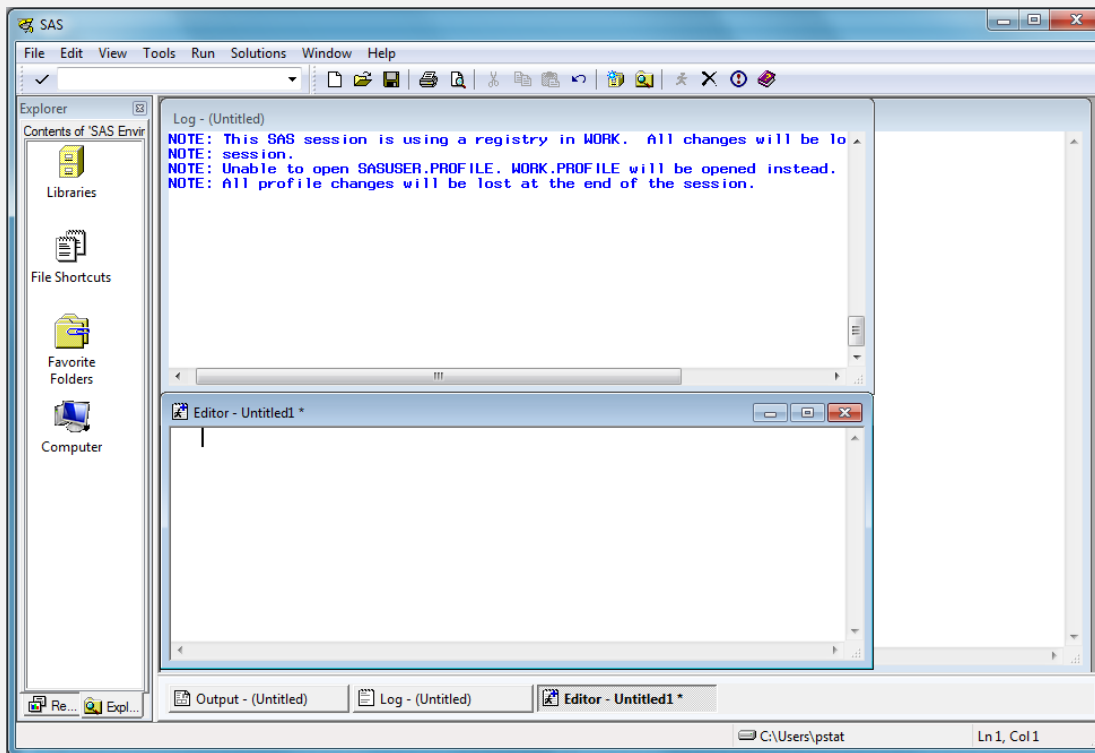 SAS
File Edit View Tools Run Solutions Window Help
Explorer
Contents of 'SAS Envir
Libraries
File Shortcuts
Favorite
Folders
Computer
Re...
Expl...
Log - (Untitled)
NOTE: This SAS session is using a registry in WORK.  All changes will be lo
NOTE: session.
NOTE: Unable to open SASUSER.PROFILE. WORK.PROFILE will be opened instead.
NOTE: All profile changes will be lost at the end of the session.
Editor - Untitled1 *
Output - (Untitled)
Log - (Untitled)
Editor - Untitled1 *
C:\Users\pstat
Ln 1, Col 1